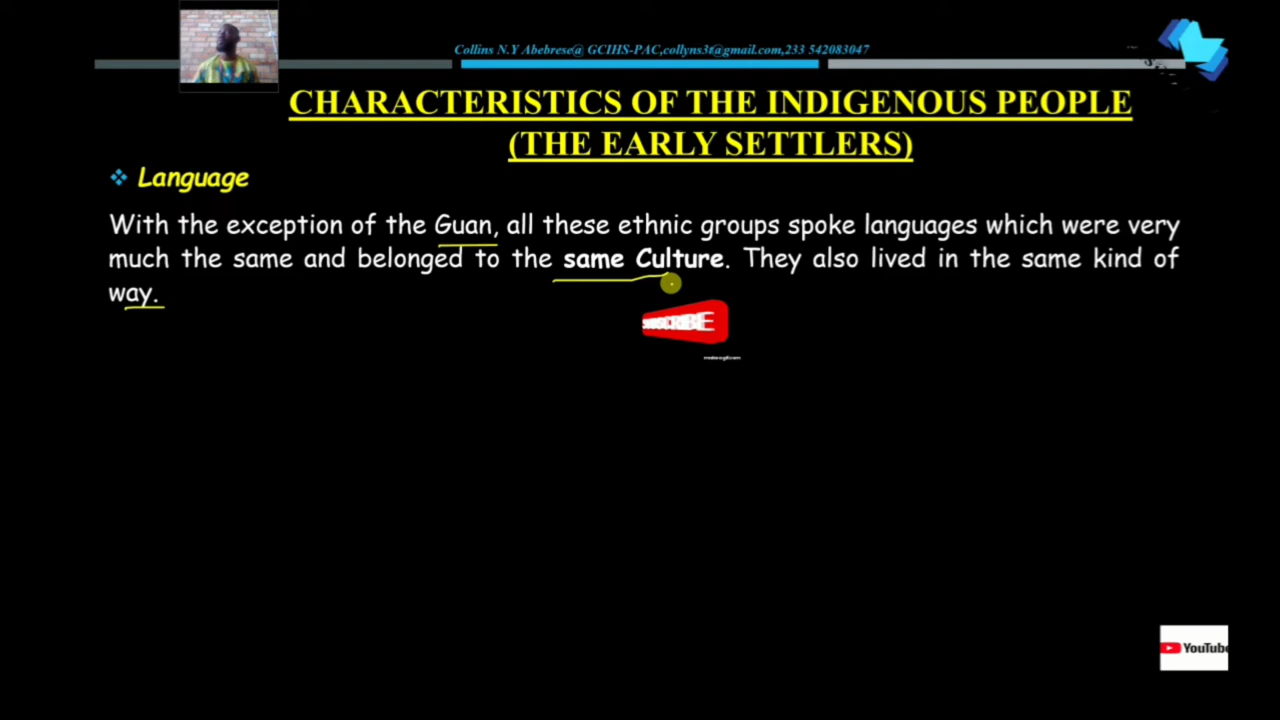 Collins N.Y Abebrese@ GCIHS-PAC,collyns3t@gmail.com,233 542083047
CHARACTERISTICS OF THE INDIGENOUS PEOPLE
(THE EARLY SETTLERS)
Language
With the exception of the Guan, all these ethnic groups spoke languages which were very
much the same and belonged to the same Culture. They also lived in the same kind of
way.
YouTube